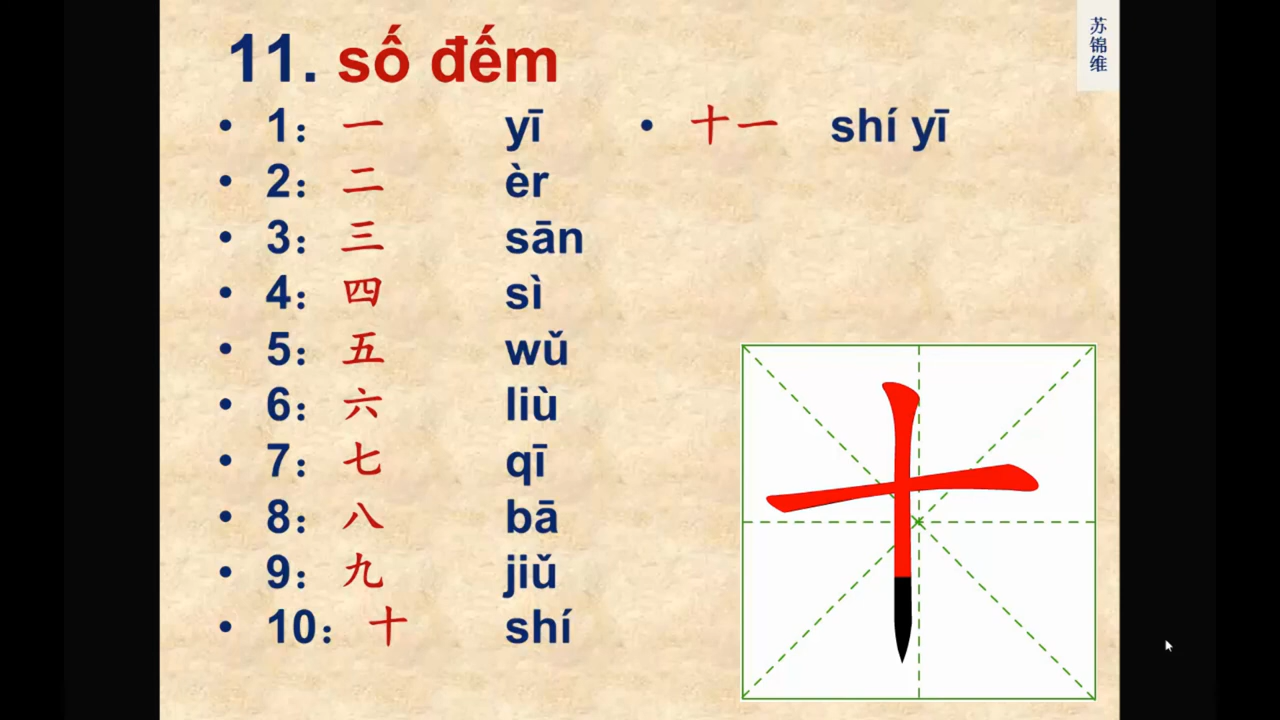 11. số đếm
苏锦维
• 1： 一 yī
• 2： 二 èr
• 3： 三 sān
• 4： 四 sì
• 5： 五 wǔ
• 6： 六 liù
• 7： 七 qī
• 8： 八 bā
• 9： 九 jiǔ
• 10： 十 shí
• 十一 shí yī
十